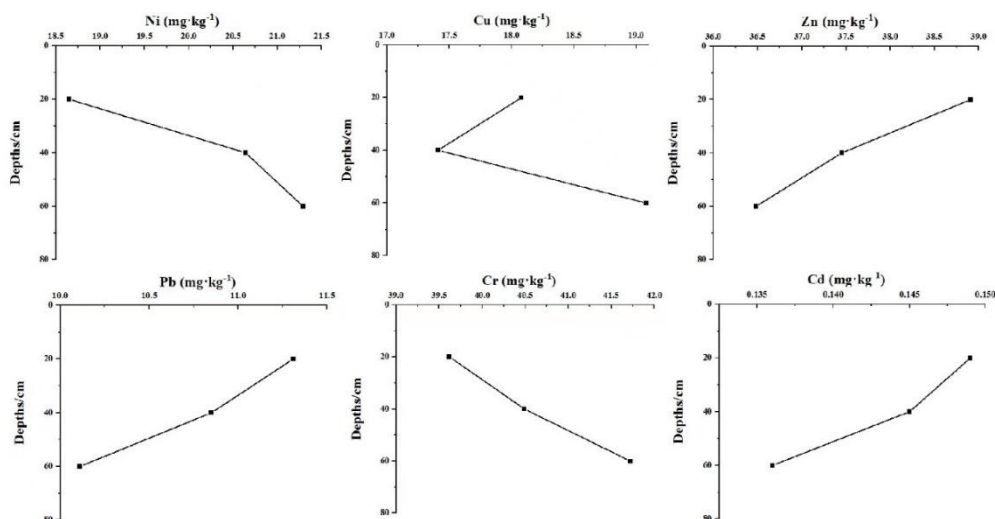 Ni (mg·kg⁻¹)
18.5 19.0 19.5 20.0 20.5 21.0 21.5
0
20
40
60
80
Depths/cm
Cu (mg·kg⁻¹)
17.0 17.5 18.0 18.5 19.0
0
20
40
60
80
Depths/cm
Zn (mg·kg⁻¹)
36.0 36.5 37.0 37.5 38.0 38.5 39.0
0
20
40
60
80
Depths/cm
Pb (mg·kg⁻¹)
10.0 10.5 11.0 11.5
0
20
40
60
80
Depths/cm
Cr (mg·kg⁻¹)
39.0 39.5 40.0 40.5 41.0 41.5 42.0
0
20
40
60
80
Depths/cm
Cd (mg·kg⁻¹)
0.135 0.140 0.145 0.150
0
20
40
60
80
Depths/cm